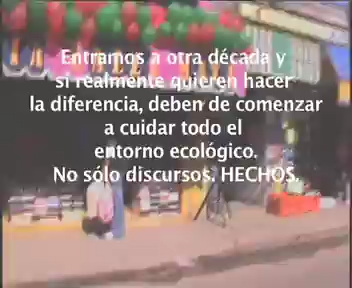 Entramos a otra década y
si realmente quieren hacer
la diferencia, deben de comenzar
a cuidar todo el
entorno ecológico.
No sólo discursos. HECHOS.